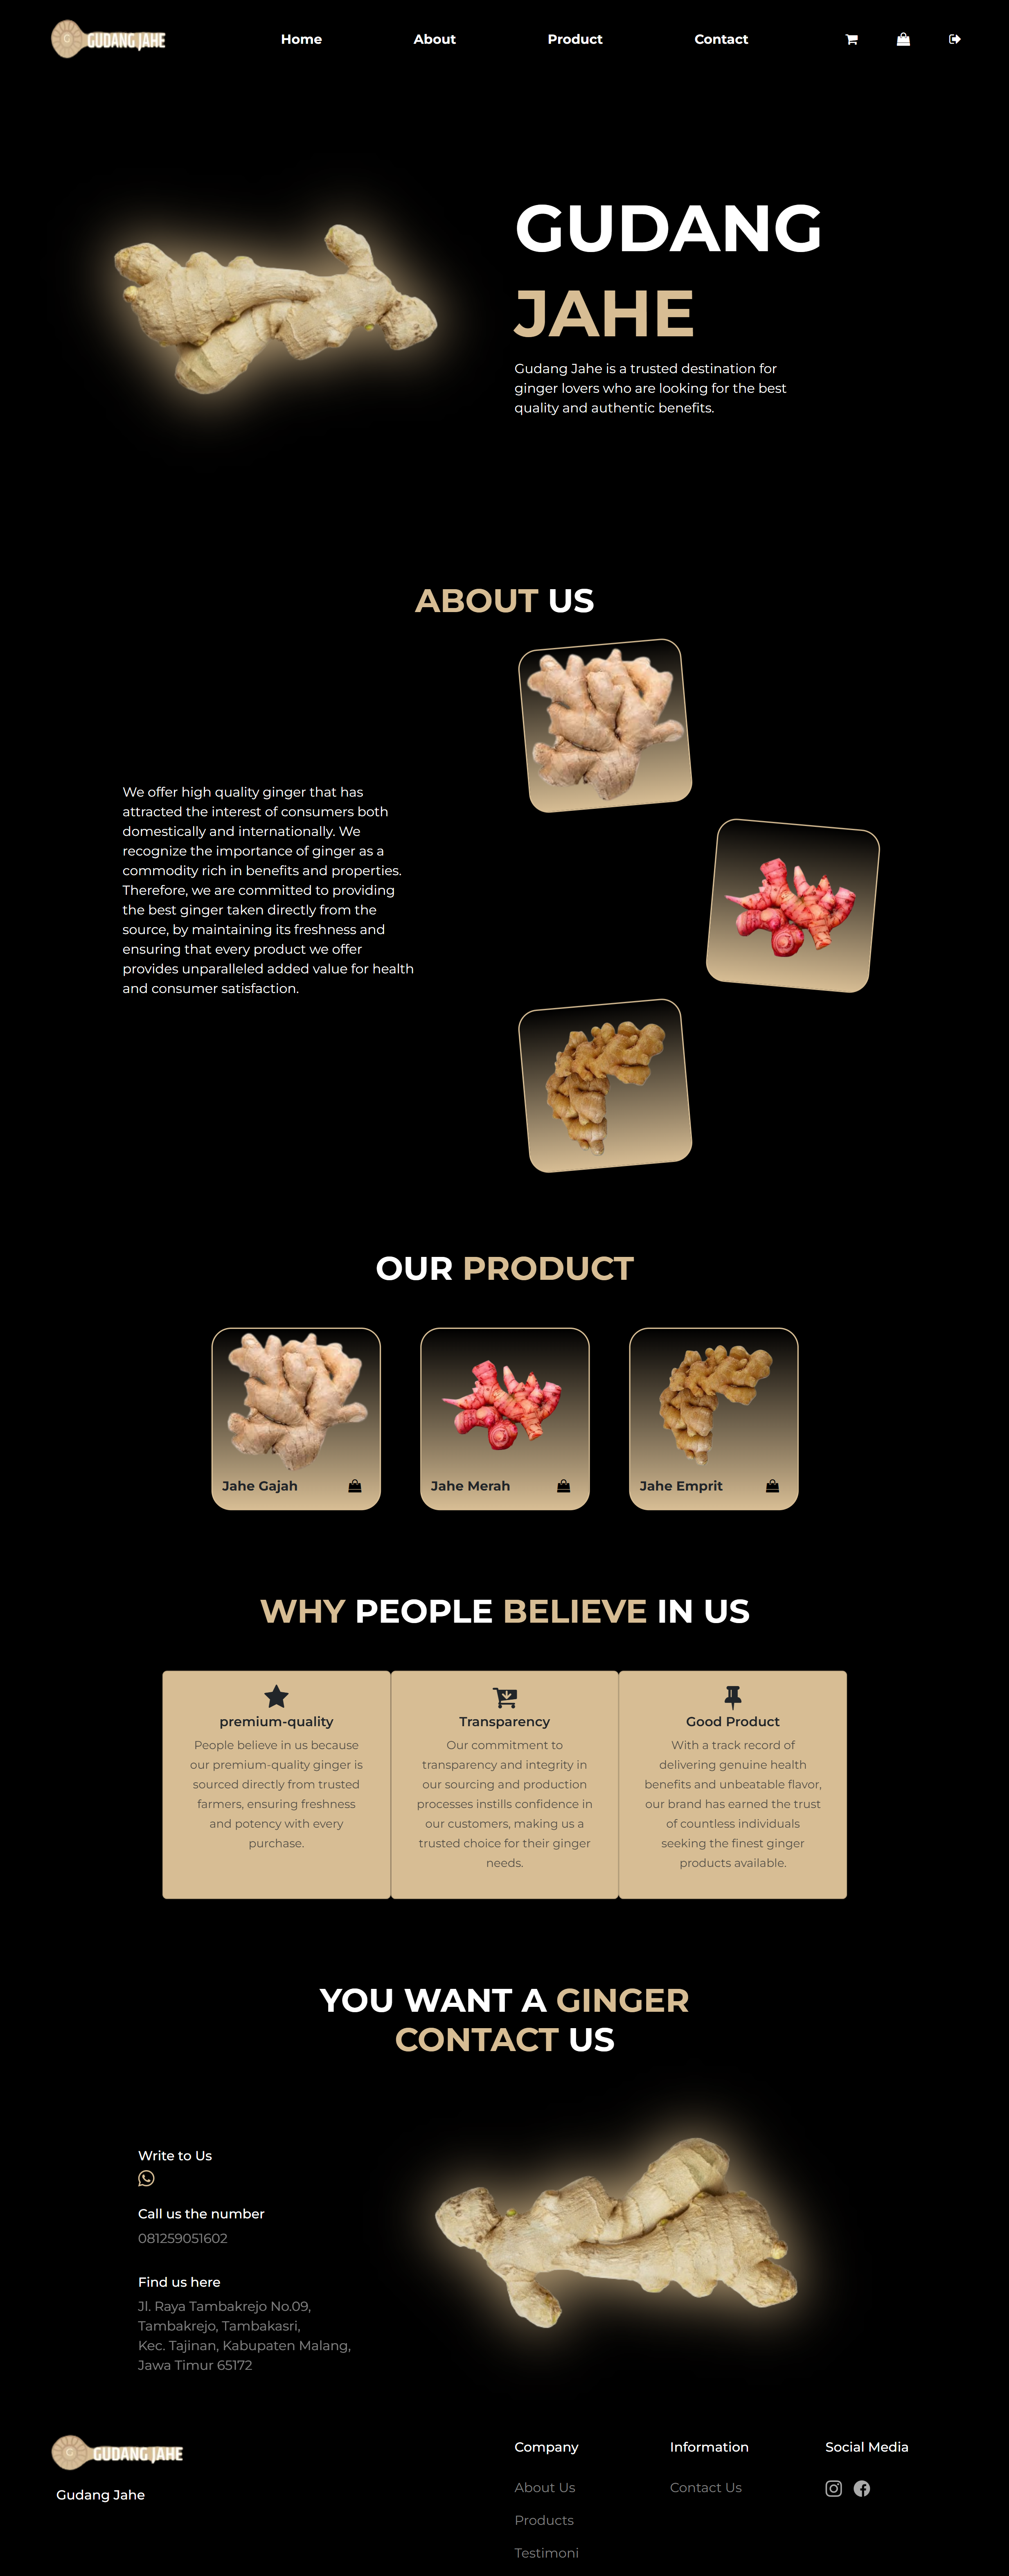 GUDANG JAHE
Home
About
Product
Contact
GUDANG
JAHE
Gudang Jahe is a trusted destination for
ginger lovers who are looking for the best
quality and authentic benefits.
ABOUT US
We offer high quality ginger that has
attracted the interest of consumers both
domestically and internationally. We
recognize the importance of ginger as a
commodity rich in benefits and properties.
Therefore, we are committed to providing
the best ginger taken directly from the
source, by maintaining its freshness and
ensuring that every product we offer
provides unparalleled added value for health
and consumer satisfaction.
OUR PRODUCT
Jahe Gajah
Jahe Merah
Jahe Emprit
WHY PEOPLE BELIEVE IN US
premium-quality
People believe in us because
our premium-quality ginger is
sourced directly from trusted
farmers, ensuring freshness
and potency with every
purchase.
Transparency
Our commitment to
transparency and integrity in
our sourcing and production
processes instills confidence in
our customers, making us a
trusted choice for their ginger
needs.
Good Product
With a track record of
delivering genuine health
benefits and unbeatable flavor,
our brand has earned the trust
of countless individuals
seeking the finest ginger
products available.
YOU WANT A GINGER
CONTACT US
Write to Us
Call us the number
081259051602
Find us here
Jl. Raya Tambakrejo No.09,
Tambakrejo, Tambakasri,
Kec. Tajinan, Kabupaten Malang,
Jawa Timur 65172
GUDANG JAHE
Gudang Jahe
Company
About Us
Products
Testimoni
Information
Contact Us
Social Media